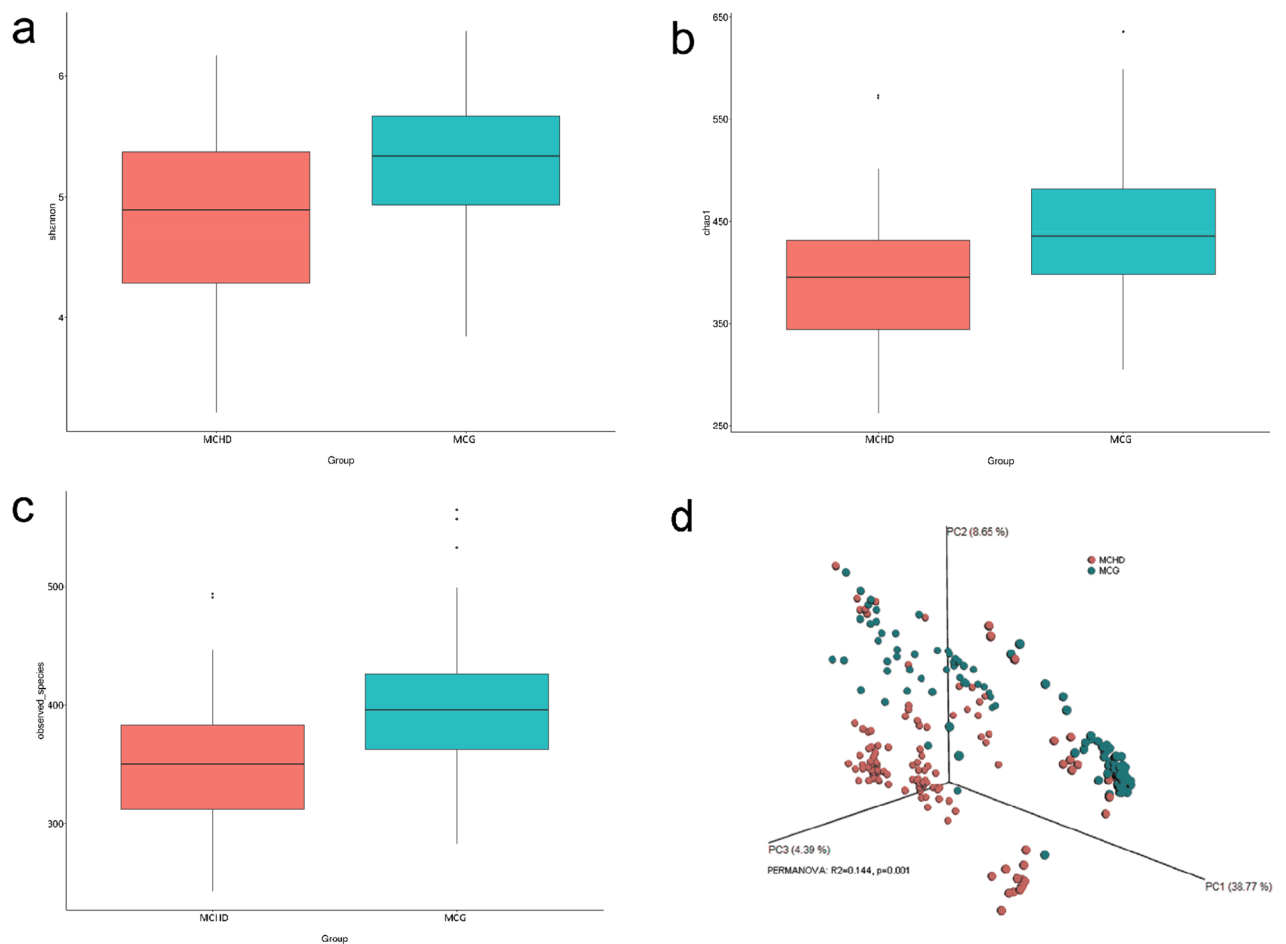 a
6
5
4
shannon
MCHD
MCG
Group
b
650
550
450
350
250
chao1
MCHD
MCG
Group
c
500
400
300
observed_species
MCHD
MCG
Group
d
PC2 (8.65 %)
MCHD
MCG
PC3 (4.39 %)
PERMANOVA: R2=0.144, p=0.001
PC1 (38.77 %)